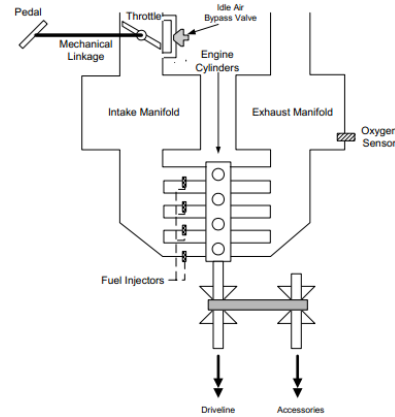 Pedal
Throttle
Idle Air
Bypass Valve
Mechanical
Linkage
Engine
Cylinders
Intake Manifold
Exhaust Manifold
Oxygen
Sensor
Fuel Injectors
Driveline
Accessories